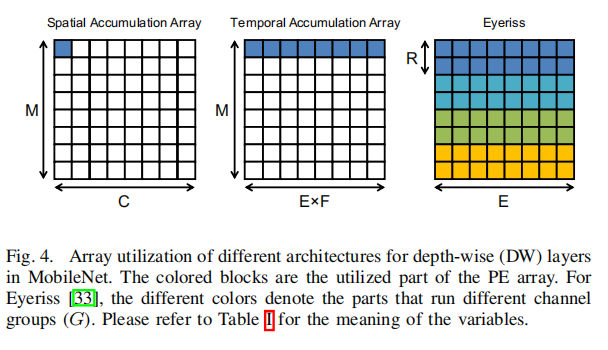 Spatial Accumulation Array
Temporal Accumulation Array
Eyeriss
M
C
M
E×F
R
E
Fig. 4. Array utilization of different architectures for depth-wise (DW) layers
in MobileNet. The colored blocks are the utilized part of the PE array. For
Eyeriss [33], the different colors denote the parts that run different channel
groups (G). Please refer to Table I for the meaning of the variables.